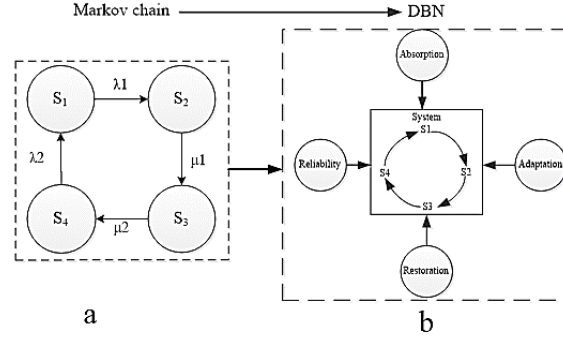 Markov chain DBN
Absorption
S1 λ1 S2
System
S1
λ2 μ1
Reliability S4 S2 Adaptation
S4 μ2 S3
S3
Restoration
a b